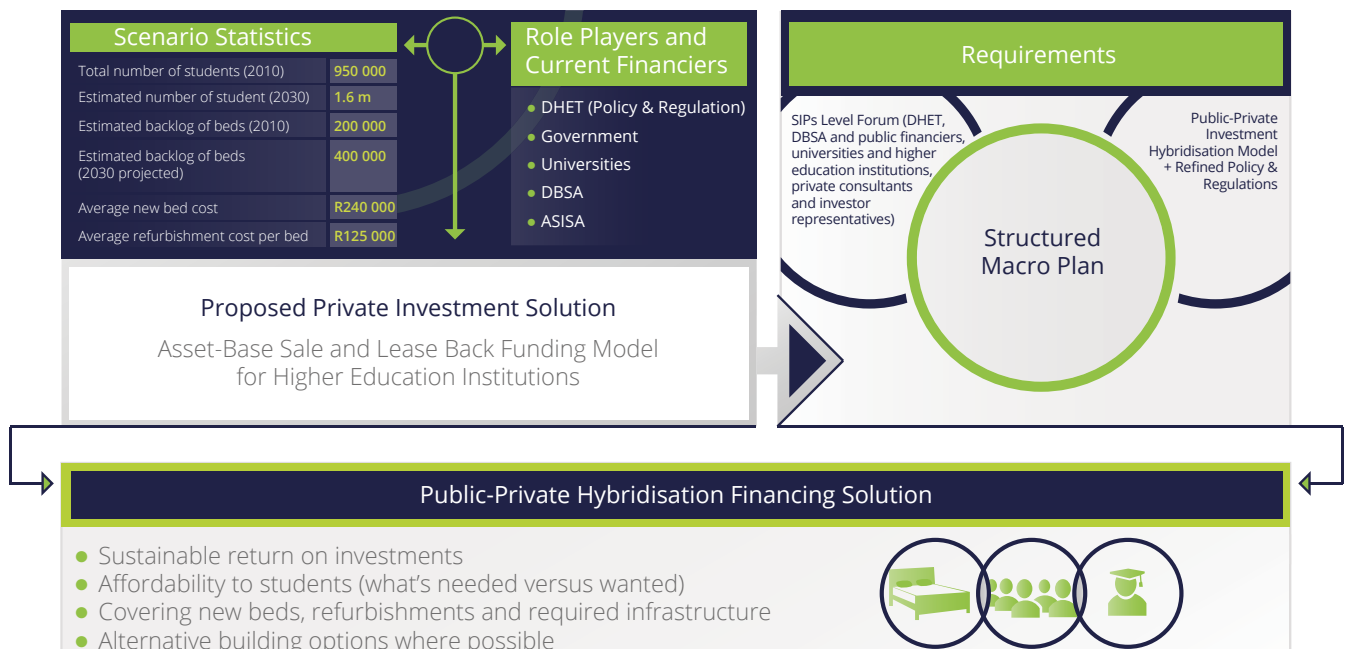 Scenario Statistics
Total number of students (2010) 950 000
Estimated number of student (2030) 1.6 m
Estimated backlog of beds (2010) 200 000
Estimated backlog of beds 400 000
(2030 projected)
Average new bed cost R240 000
Average refurbishment cost per bed R125 000
Role Players and
Current Financiers
DHET (Policy & Regulation)
Government
Universities
DBSA
ASISA
Requirements
SIPs Level Forum (DHET,
DBSA and public financiers,
universities and higher
education institutions,
private consultants
and investor
representatives)
Structured
Macro Plan
Public-Private
Investment
Hybridisation Model
+ Refined Policy &
Regulations
Proposed Private Investment Solution
Asset-Base Sale and Lease Back Funding Model
for Higher Education Institutions
Public-Private Hybridisation Financing Solution
Sustainable return on investments
Affordability to students (what's needed versus wanted)
Covering new beds, refurbishments and required infrastructure
Alternative building options where possible